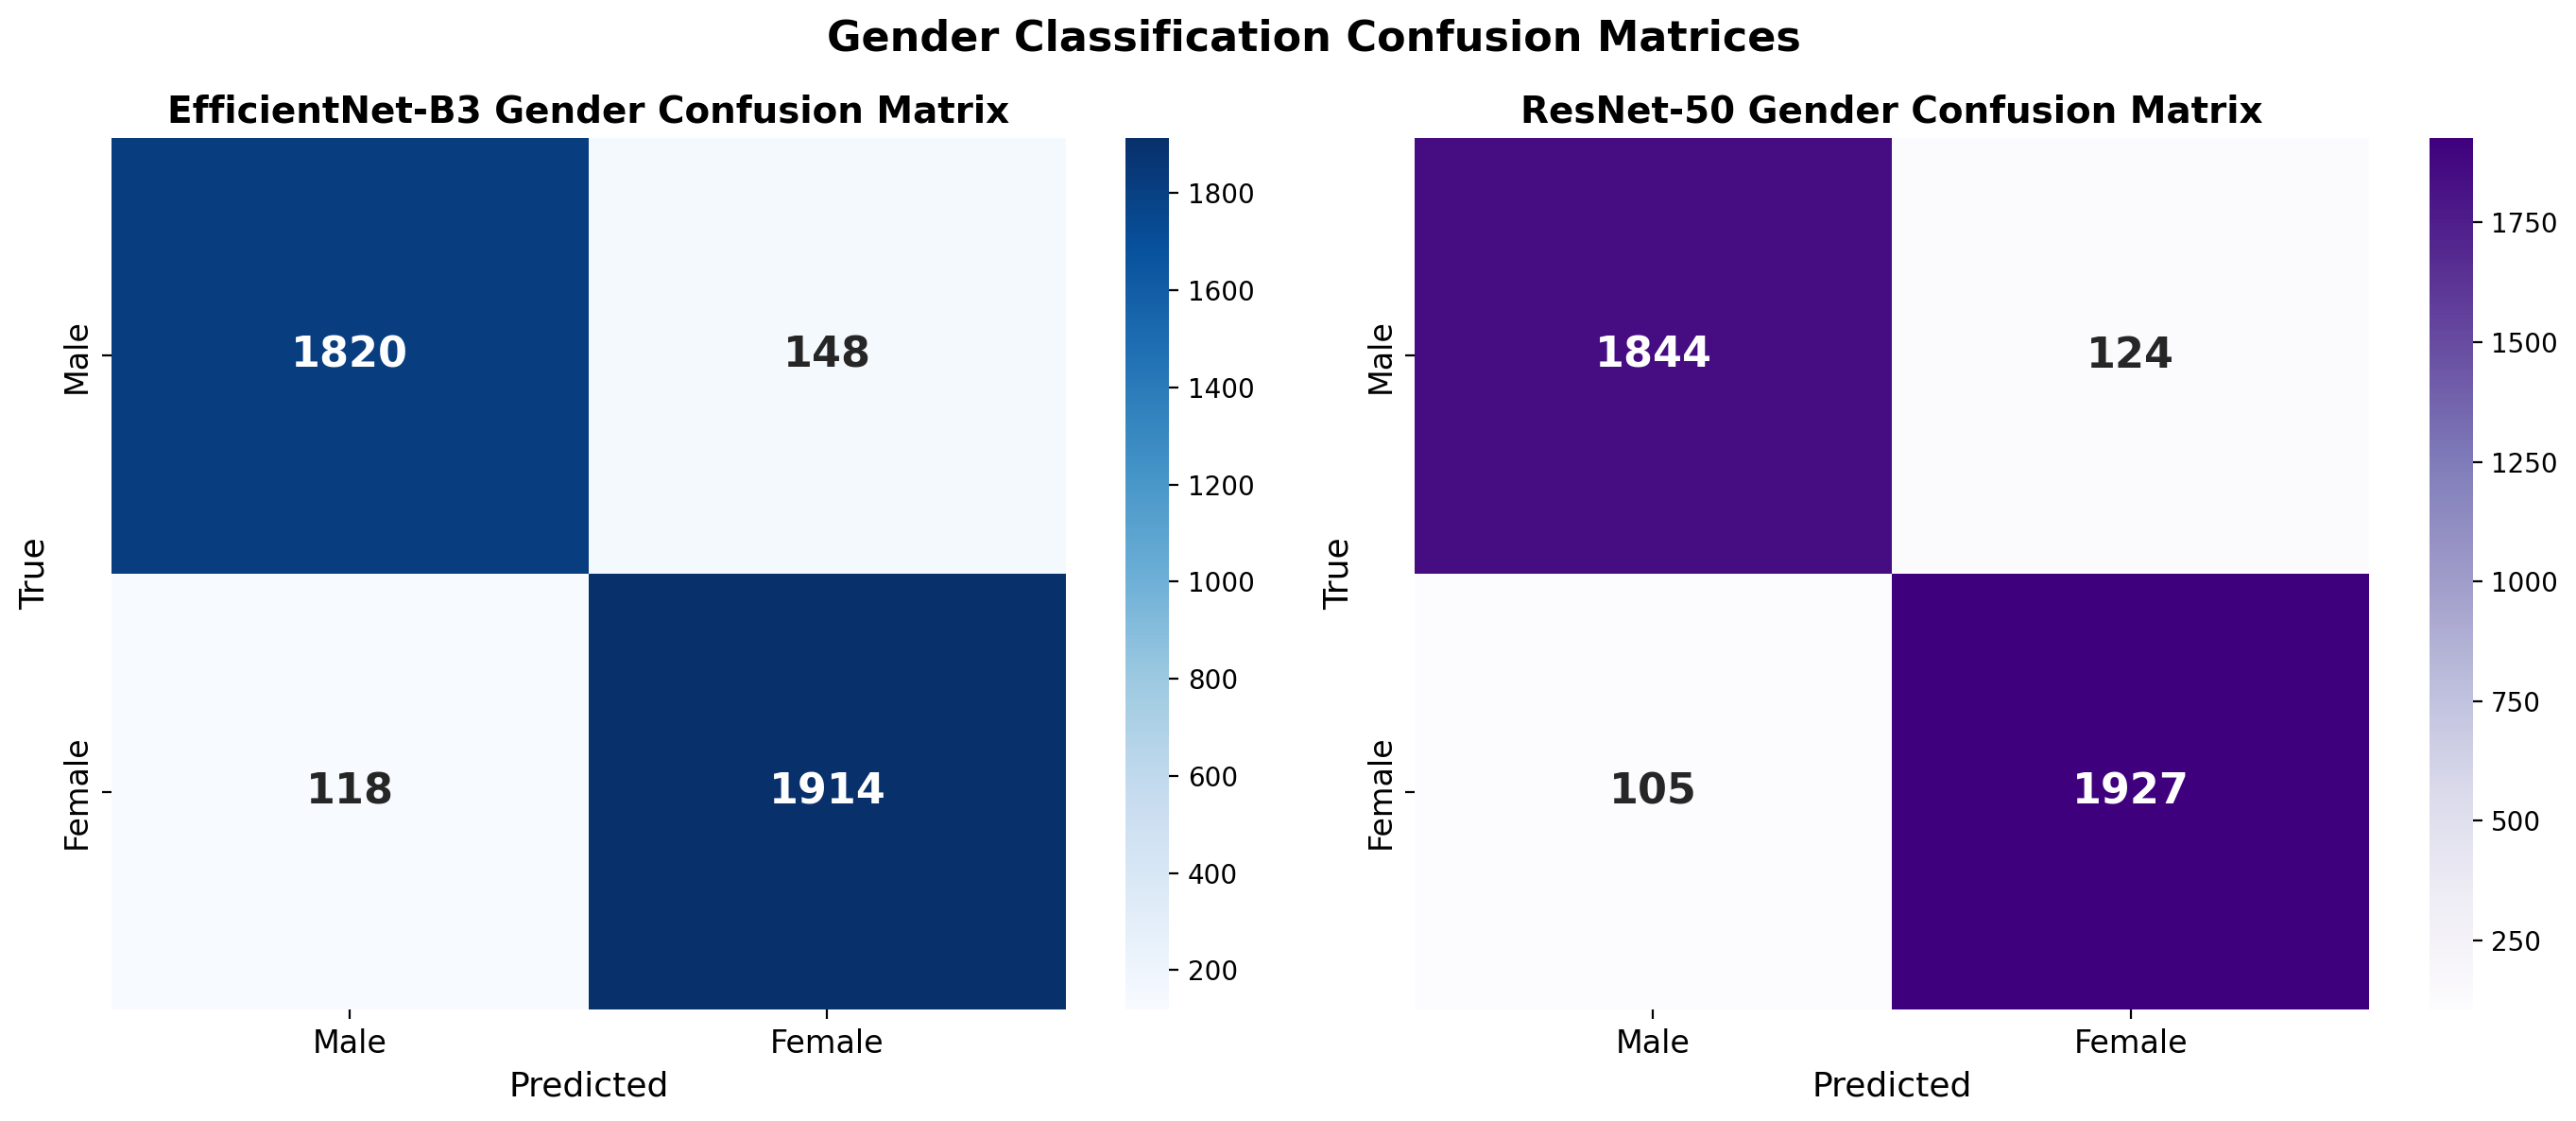 Gender Classification Confusion Matrices
EfficientNet-B3 Gender Confusion Matrix
True
Male
Female
1820
148
118
1914
Male
Female
Predicted
1800
1600
1400
1200
1000
800
600
400
200
ResNet-50 Gender Confusion Matrix
True
Male
Female
1844
124
105
1927
Male
Female
Predicted
1750
1500
1250
1000
750
500
250